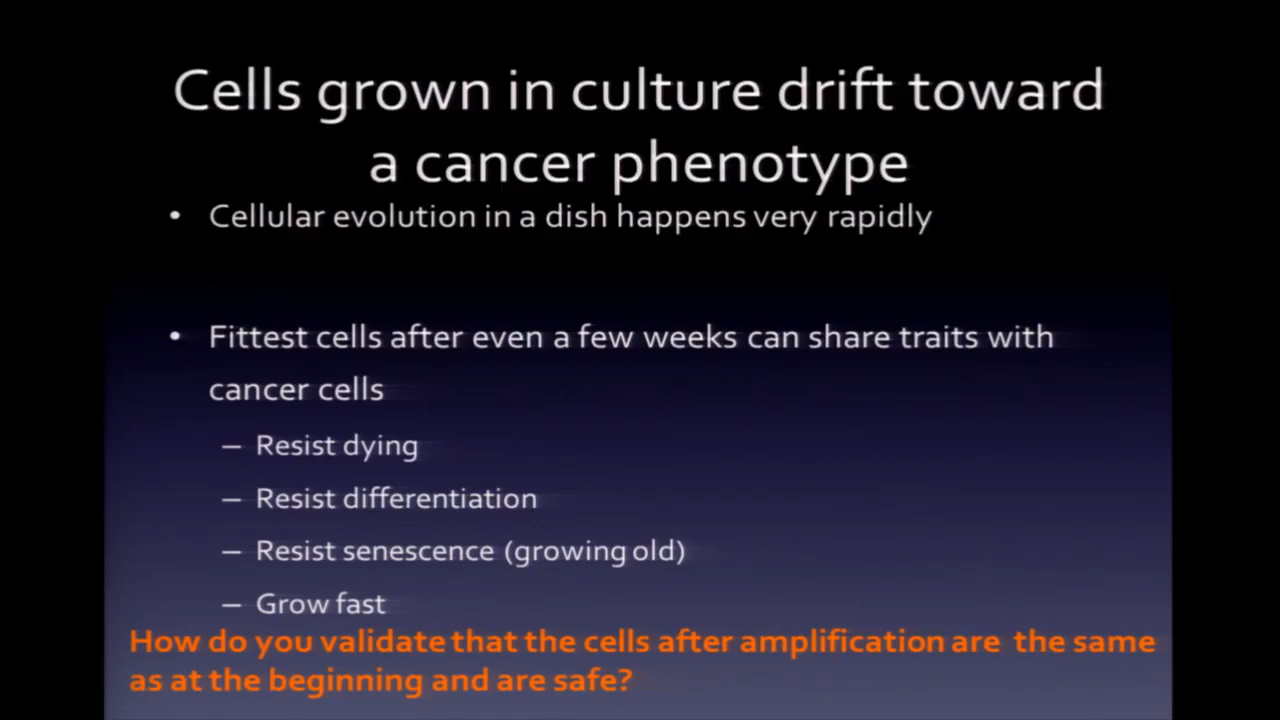 Cells grown in culture drift toward
a cancer phenotype
• Cellular evolution in a dish happens very rapidly
• Fittest cells after even a few weeks can share traits with
cancer cells
– Resist dying
– Resist differentiation
– Resist senescence (growing old)
– Grow fast
How do you validate that the cells after amplification are the same
as at the beginning and are safe?